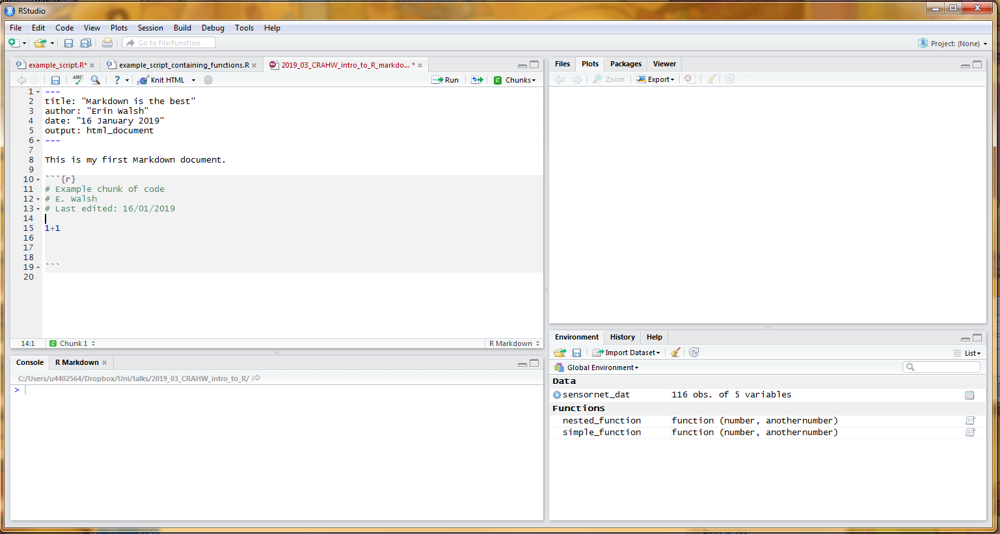 RStudio
File Edit Code View Plots Session Build Debug Tools Help
Go to file/function
Project: (None)
example_script.R*
example_script_containing_functions.R
2019_03_CRAHW_intro_to_R_markdo... *
ABC
? Knit HTML
Run
C Chunks
1 ---
2 title: "Markdown is the best"
3 author: "Erin Walsh"
4 date: "16 January 2019"
5 output: html_document
6 ---
7
8 This is my first Markdown document.
9
10 ```{r}
11 # Example chunk of code
12 # E. Walsh
13 # Last edited: 16/01/2019
14
15 1+1
16
17
18
19 ```
20
14:1 C Chunk 1
R Markdown
Console R Markdown
C:/Users/u4402564/Dropbox/Uni/talks/2019_03_CRAHW_intro_to_R/
>
Files Plots Packages Viewer
Zoom Export
Environment History Help
Import Dataset
List
Global Environment
Data
sensornet_dat 116 obs. of 5 variables
Functions
nested_function function (number, anothernumber)
simple_function function (number, anothernumber)